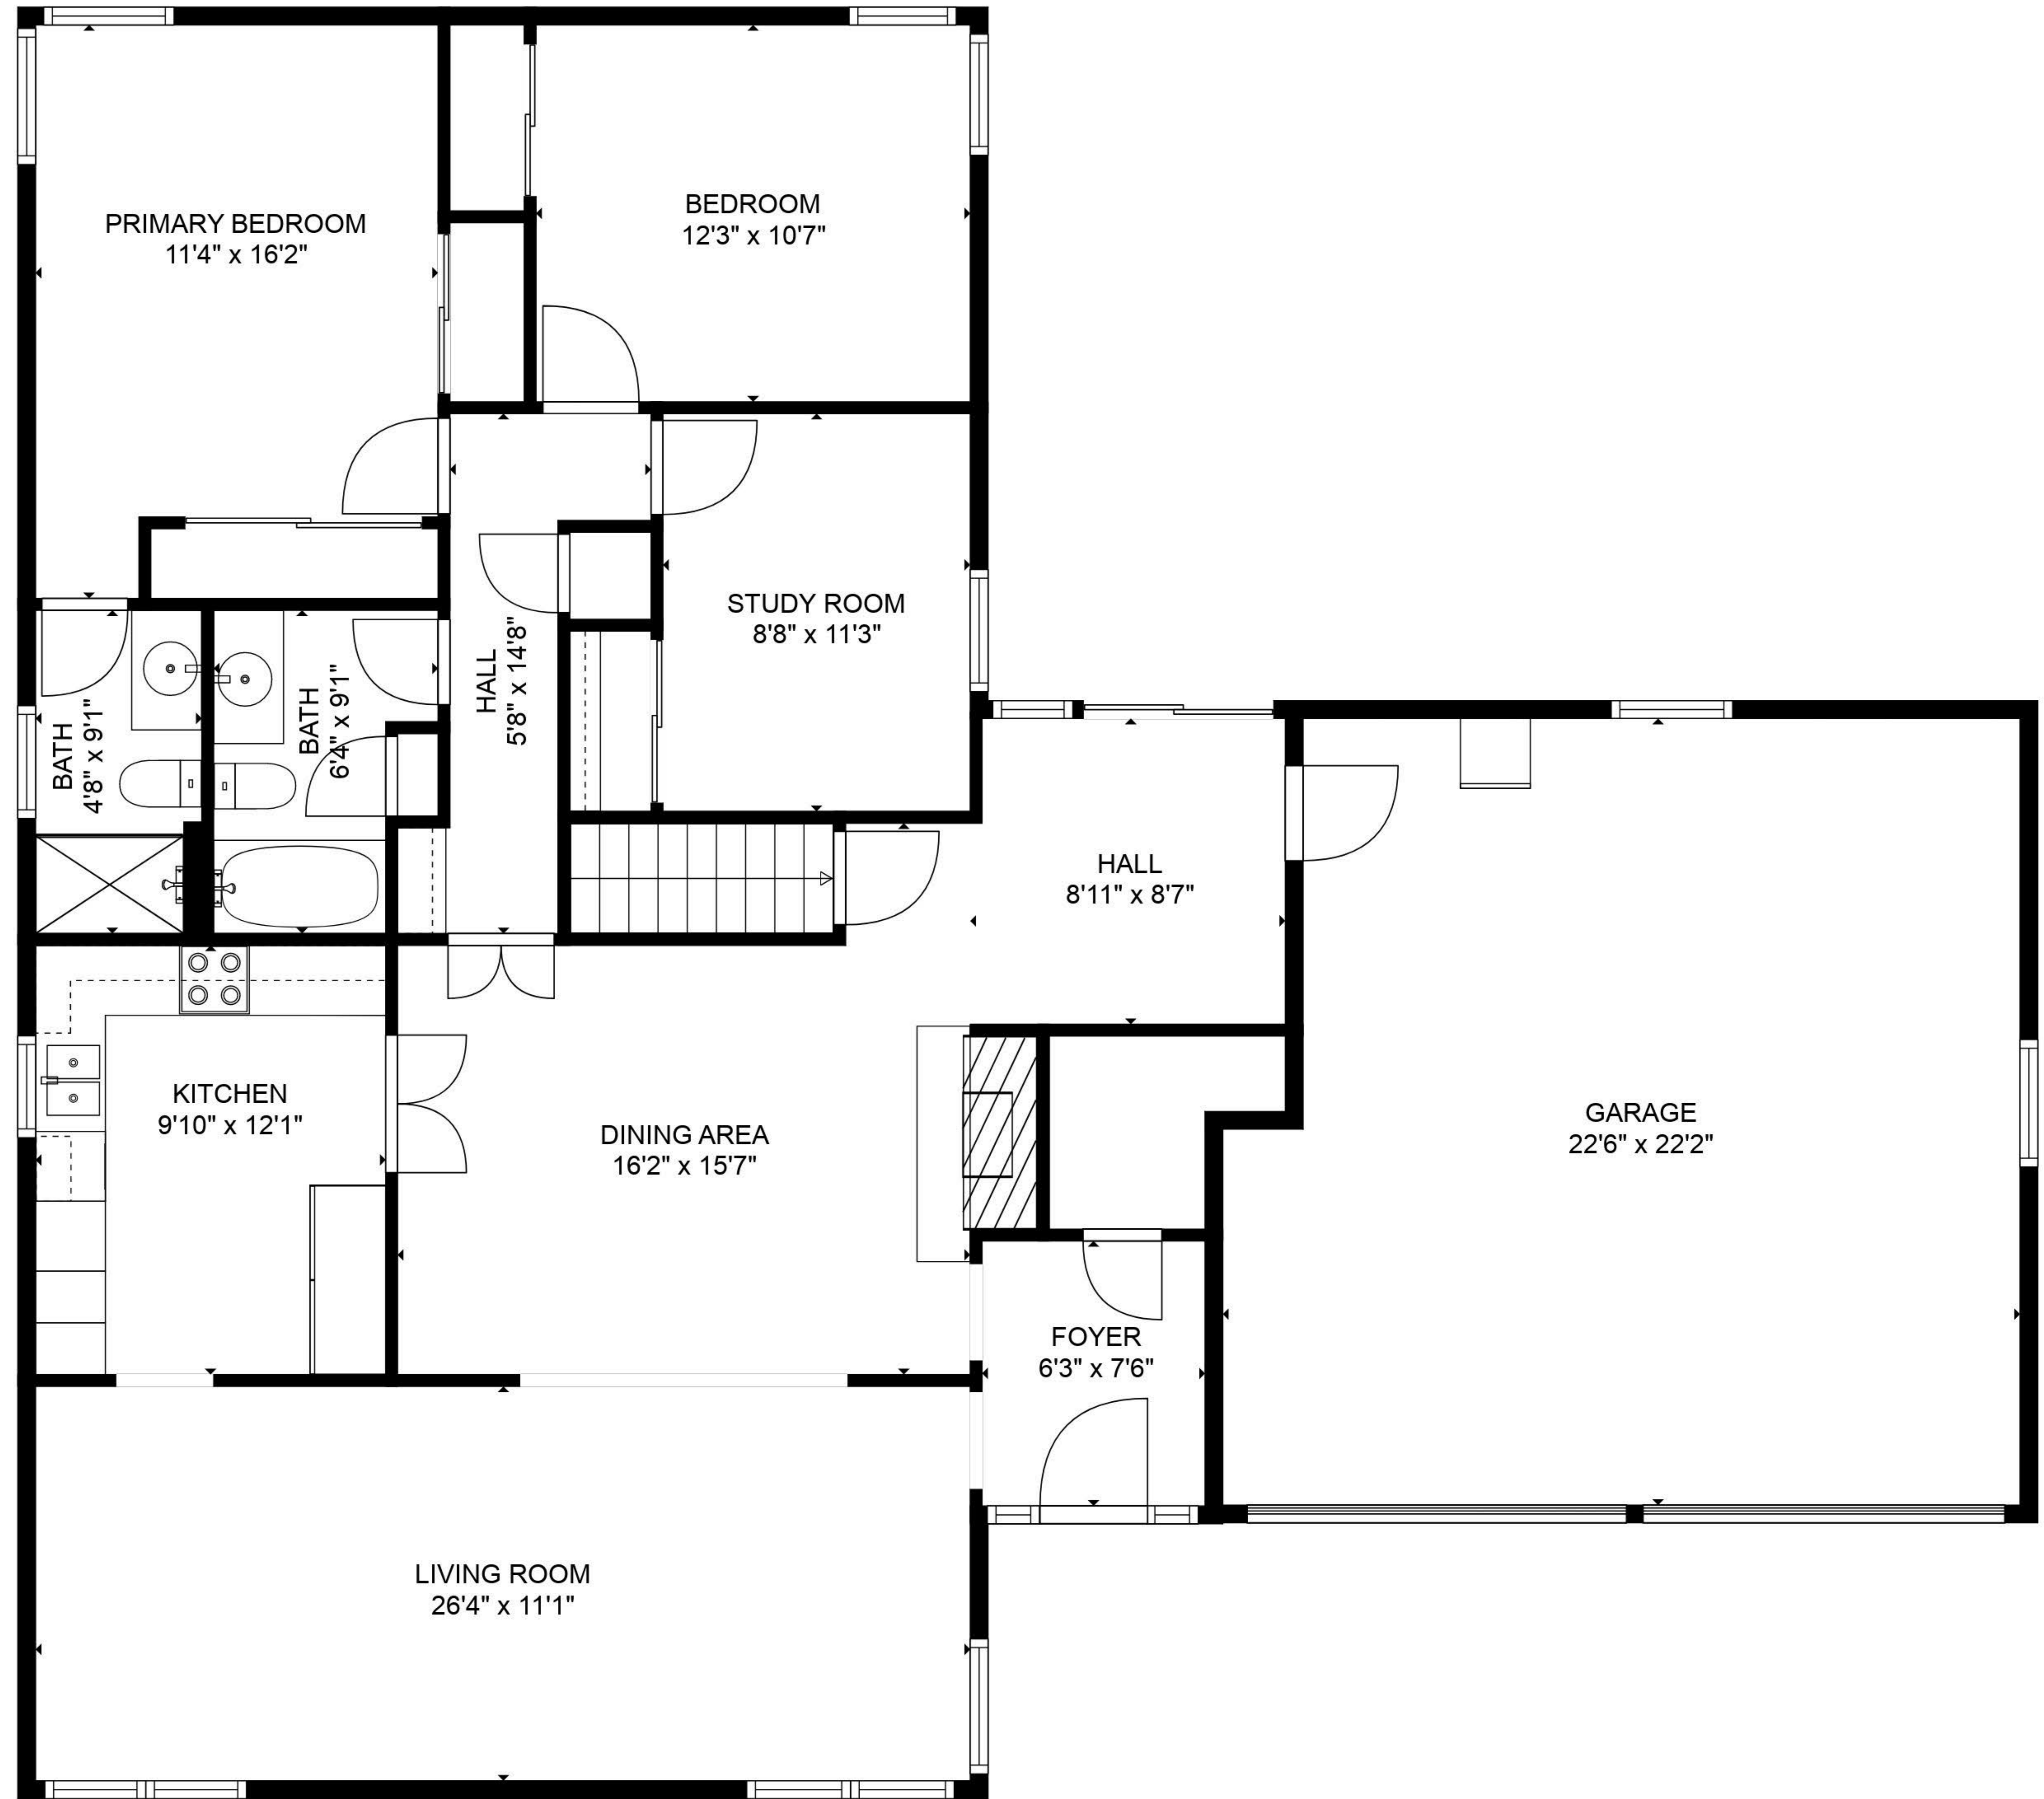 PRIMARY BEDROOM
11'4" x 16'2"
BEDROOM
12'3" x 10'7"
STUDY ROOM
8'8" x 11'3"
HALL
5'8" x 14'8"
BATH
6'4" x 9'1"
BATH
4'8" x 9'1"
HALL
8'11" x 8'7"
KITCHEN
9'10" x 12'1"
DINING AREA
16'2" x 15'7"
GARAGE
22'6" x 22'2"
FOYER
6'3" x 7'6"
LIVING ROOM
26'4" x 11'1"